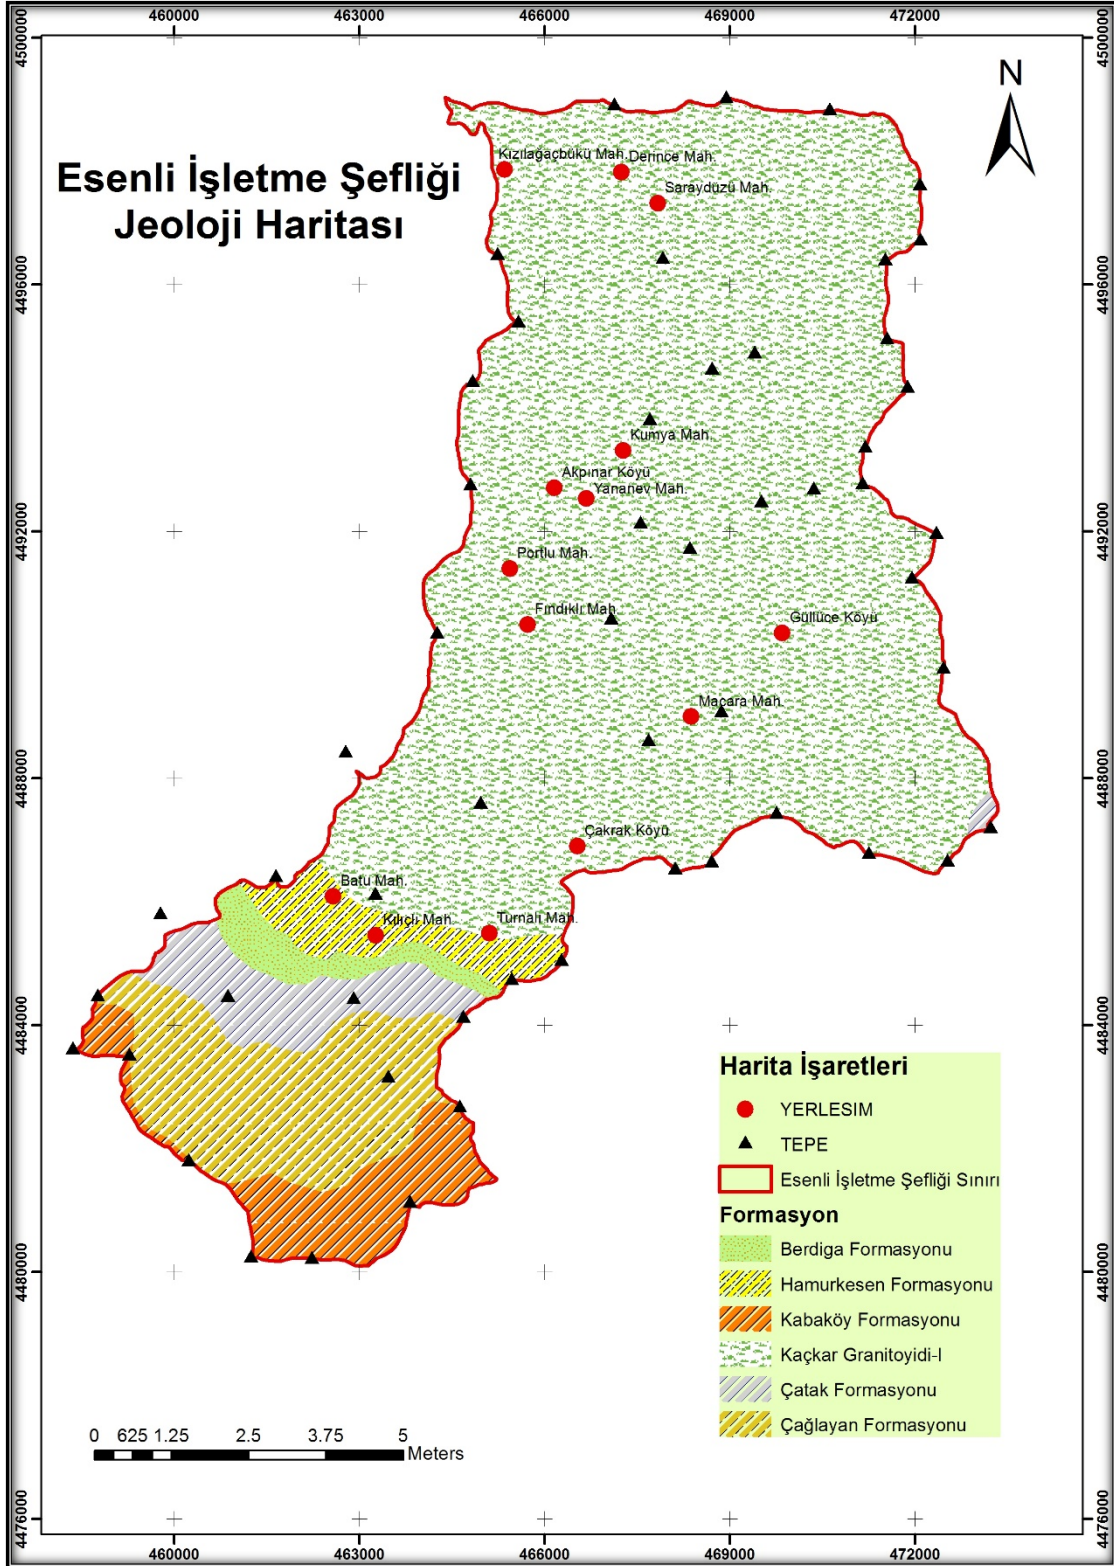 460000 463000 466000 469000 472000
4500000 4500000
N
Esenli İşletme Şefliği
Jeoloji Haritası
Kızılağaçbükü Mah. Derince Mah.
Sarayduzü Mah.
4496000 4496000
Kumya Mah.
Akpınar Köyü
Yananev Mah.
4492000 4492000
Portlu Mah.
Fındıklı Mah.
Güllüce Köyü
Maçara Mah.
4488000 4488000
Çakrak Köyü
Batu Mah.
Kılıçlı Mah.
Turnalı Mah.
4484000 4484000
Harita İşaretleri
YERLESIM
TEPE
Esenli İşletme Şefliği Sınırı
Formasyon
Berdiga Formasyonu
Hamurkesen Formasyonu
Kabaköy Formasyonu
Kaçkar Granitoyidi-I
Çatak Formasyonu
Çağlayan Formasyonu
4480000 4480000
0 625 1.25 2.5 3.75 5
Meters
4476000 4476000
460000 463000 466000 469000 472000